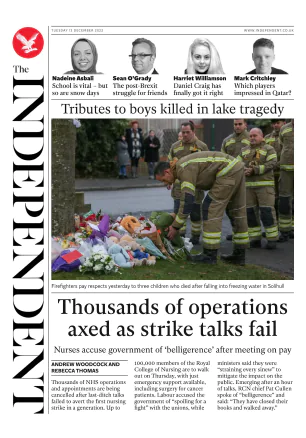 TUESDAY 13 DECEMBER 2022
WWW.INDEPENDENT.CO.UK
The
INDEPENDENT
Nadeine Asbali
School is vital – but
so are snow days
Sean O'Grady
The post-Brexit
struggle for friends
Harriet Williamson
Daniel Craig has
finally got it right
Mark Critchley
Which players
impressed in Qatar?
Tributes to boys killed in lake tragedy
Firefighters pay respects yesterday to three children who died after falling into freezing water in Solihull
Thousands of operations
axed as strike talks fail
Nurses accuse government of ‘belligerence’ after meeting on pay
ANDREW WOODCOCK AND
REBECCA THOMAS
Thousands of NHS operations
and appointments are being
cancelled after last-ditch talks
failed to avert the first nursing
strike in a generation. Up to
100,000 members of the Royal
College of Nursing are to walk
out on Thursday, with just
emergency support available,
including surgery for cancer
patients. Labour accused the
government of “spoiling for a
fight” with the unions, while
ministers said they were
“straining every sinew” to
mitigate the impact on the
public. Emerging after an hour
of talks, RCN chief Pat Cullen
spoke of “belligerence” and
said: “They have closed their
books and walked away.”